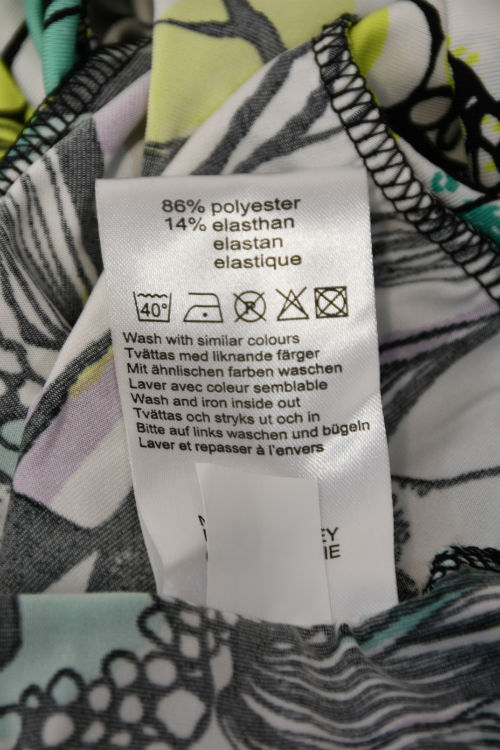 86% polyester
14% elasthan
elastan
elastique
40°
Wash with similar colours
Tvättas med liknande färger
Mit ähnlischen farben waschen
Laver avec coleur semblable
Wash and iron inside out
Tvättas och stryks ut och in
Bitte auf links waschen und bügeln
Laver et repasser à l'envers